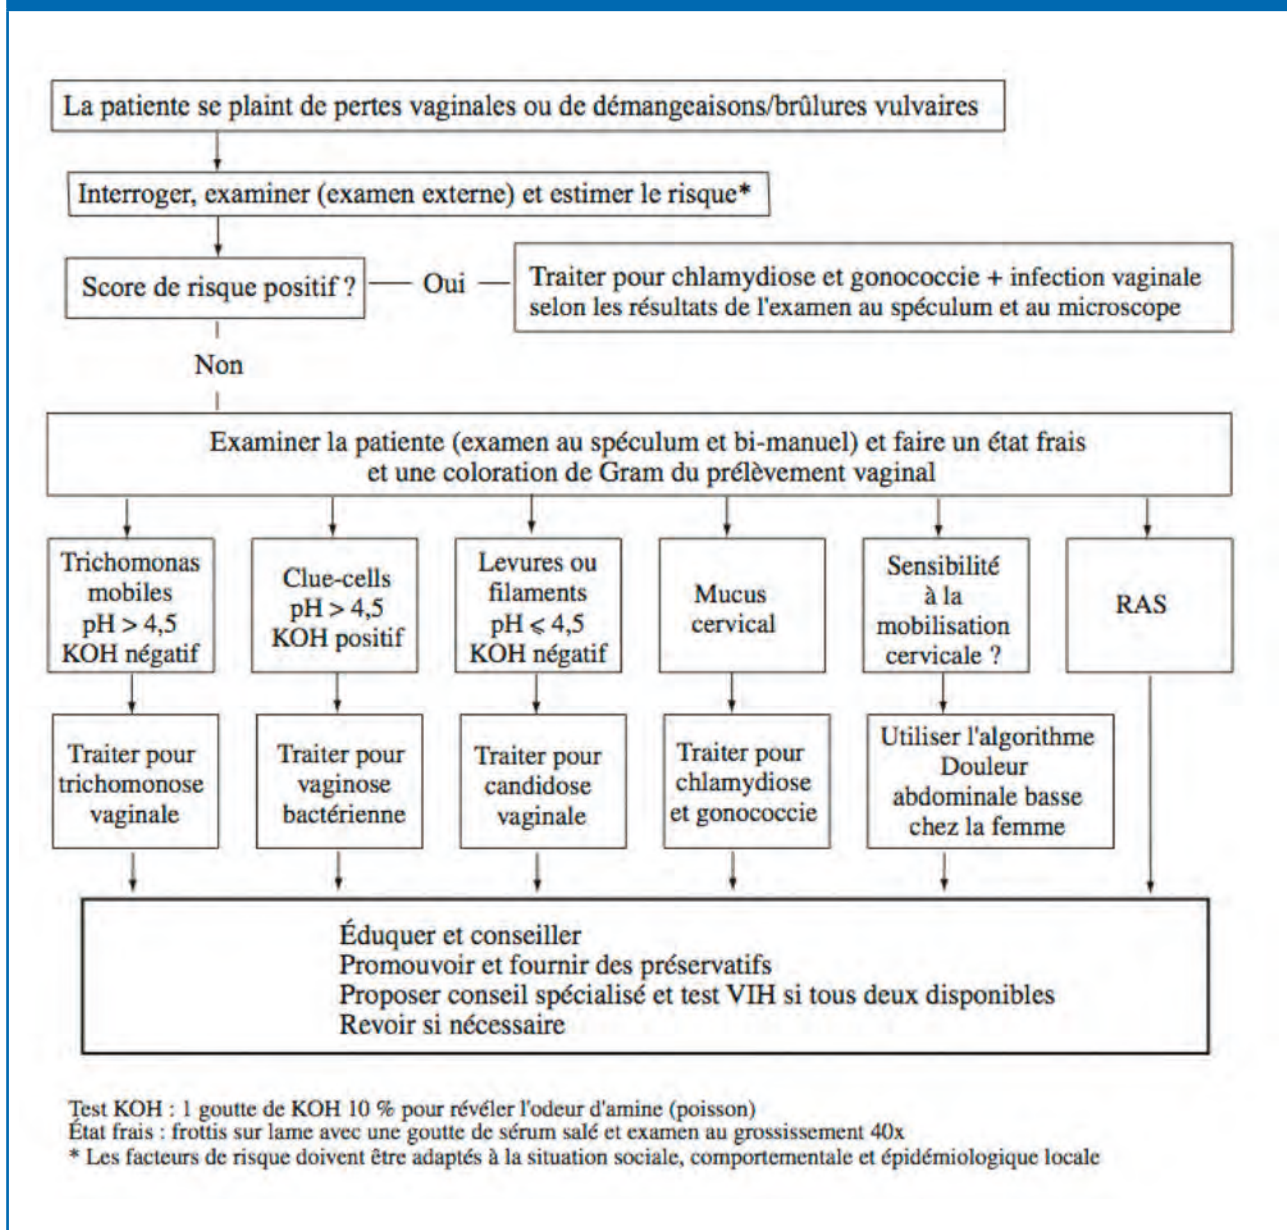 La patiente se plaint de pertes vaginales ou de démangeaisons/brûlures vulvaires
Interroger, examiner (examen externe) et estimer le risque*
Score de risque positif ?
Oui
Traiter pour chlamydiose et gonococcie + infection vaginale
selon les résultats de l'examen au spéculum et au microscope
Non
Examiner la patiente (examen au spéculum et bi-manuel) et faire un état frais
et une coloration de Gram du prélèvement vaginal
Trichomonas
mobiles
pH > 4,5
KOH négatif
Clue-cells
pH > 4,5
KOH positif
Levures ou
filaments
pH ⩽ 4,5
KOH négatif
Mucus
cervical
Sensibilité
à la
mobilisation
cervicale ?
RAS
Traiter pour
trichomonose
vaginale
Traiter pour
vaginose
bactérienne
Traiter pour
candidose
vaginale
Traiter pour
chlamydiose
et gonococcie
Utiliser l'algorithme
Douleur
abdominale basse
chez la femme
Éduquer et conseiller
Promouvoir et fournir des préservatifs
Proposer conseil spécialisé et test VIH si tous deux disponibles
Revoir si nécessaire
Test KOH : 1 goutte de KOH 10 % pour révéler l'odeur d'amine (poisson)
État frais : frottis sur lame avec une goutte de sérum salé et examen au grossissement 40x
* Les facteurs de risque doivent être adaptés à la situation sociale, comportementale et épidémiologique locale